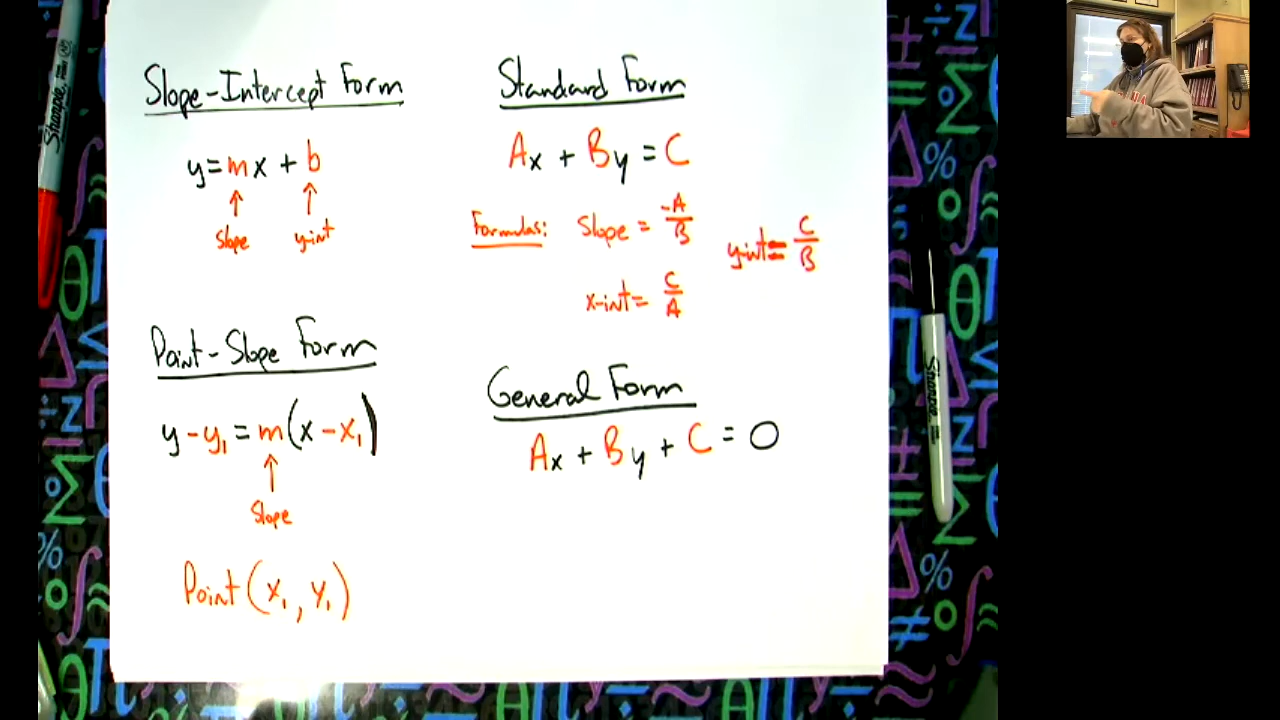 Slope-Intercept Form
y = mx + b
↑ ↑
slope y-int
Point-Slope Form
y - y₁ = m(x - x₁)
↑
Slope
Point (x₁, y₁)
Standard Form
Ax + By = C
Formulas: Slope = -A/B y-int = C/B
x-int = C/A
General Form
Ax + By + C = 0
Sharpie
Sharpie